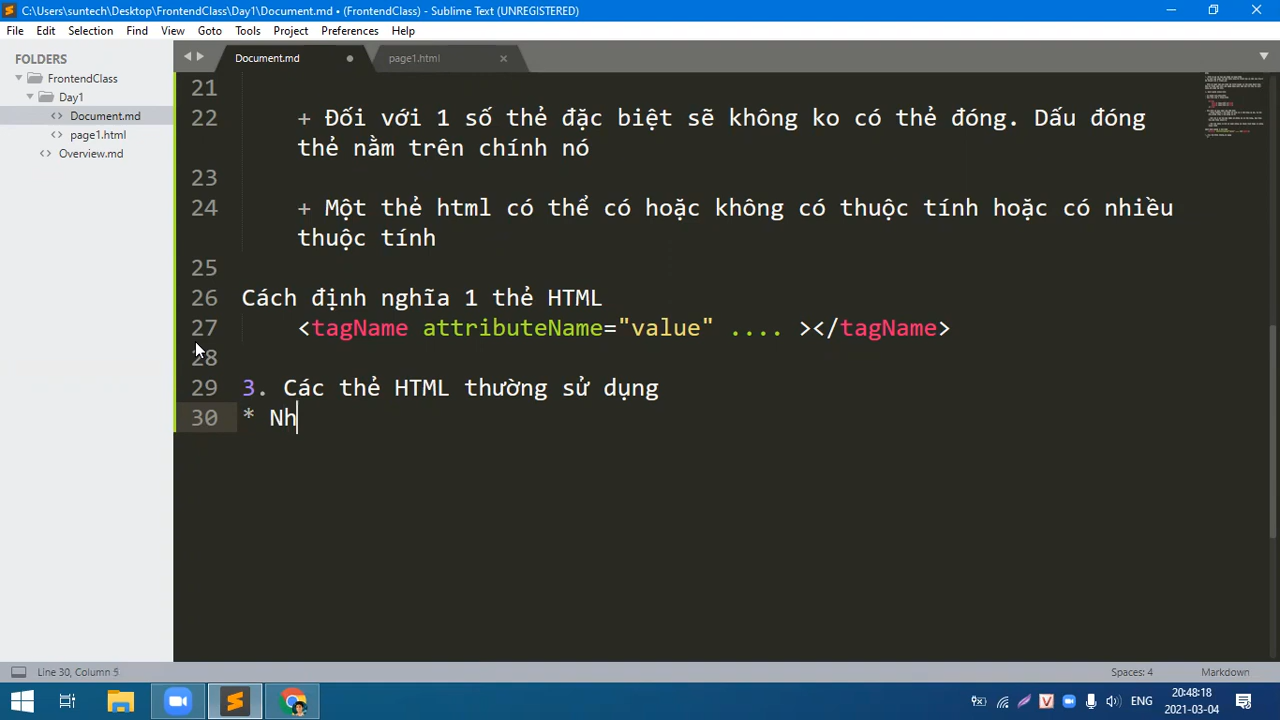 C:\Users\suntech\Desktop\FrontendClass\Day1\Document.md • (FrontendClass) - Sublime Text (UNREGISTERED)
File Edit Selection Find View Goto Tools Project Preferences Help
FOLDERS
FrontendClass
Day1
Document.md
page1.html
Overview.md
Document.md page1.html
21
22 + Đối với 1 số thẻ đặc biệt sẽ không ko có thẻ đóng. Dấu đóng
thẻ nằm trên chính nó
23
24 + Một thẻ html có thể có hoặc không có thuộc tính hoặc có nhiều
thuộc tính
25
26 Cách định nghĩa 1 thẻ HTML
27 <tagName attributeName="value" .... ></tagName>
28
29 3. Các thẻ HTML thường sử dụng
30 * Nh
Line 30, Column 5 Spaces: 4 Markdown
ENG
20:48:18
2021-03-04